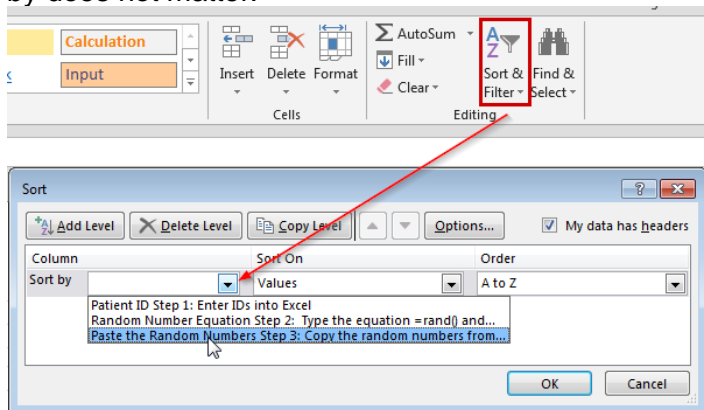 Calculation
Input
Insert Delete Format
Cells
AutoSum
Fill
Clear
Sort & Filter
Find & Select
Editing
Sort
Add Level Delete Level Copy Level Options... My data has headers
Column Sort On Order
Sort by Values A to Z
Patient ID Step 1: Enter IDs into Excel
Random Number Equation Step 2: Type the equation =rand() and...
Paste the Random Numbers Step 3: Copy the random numbers from...
OK Cancel